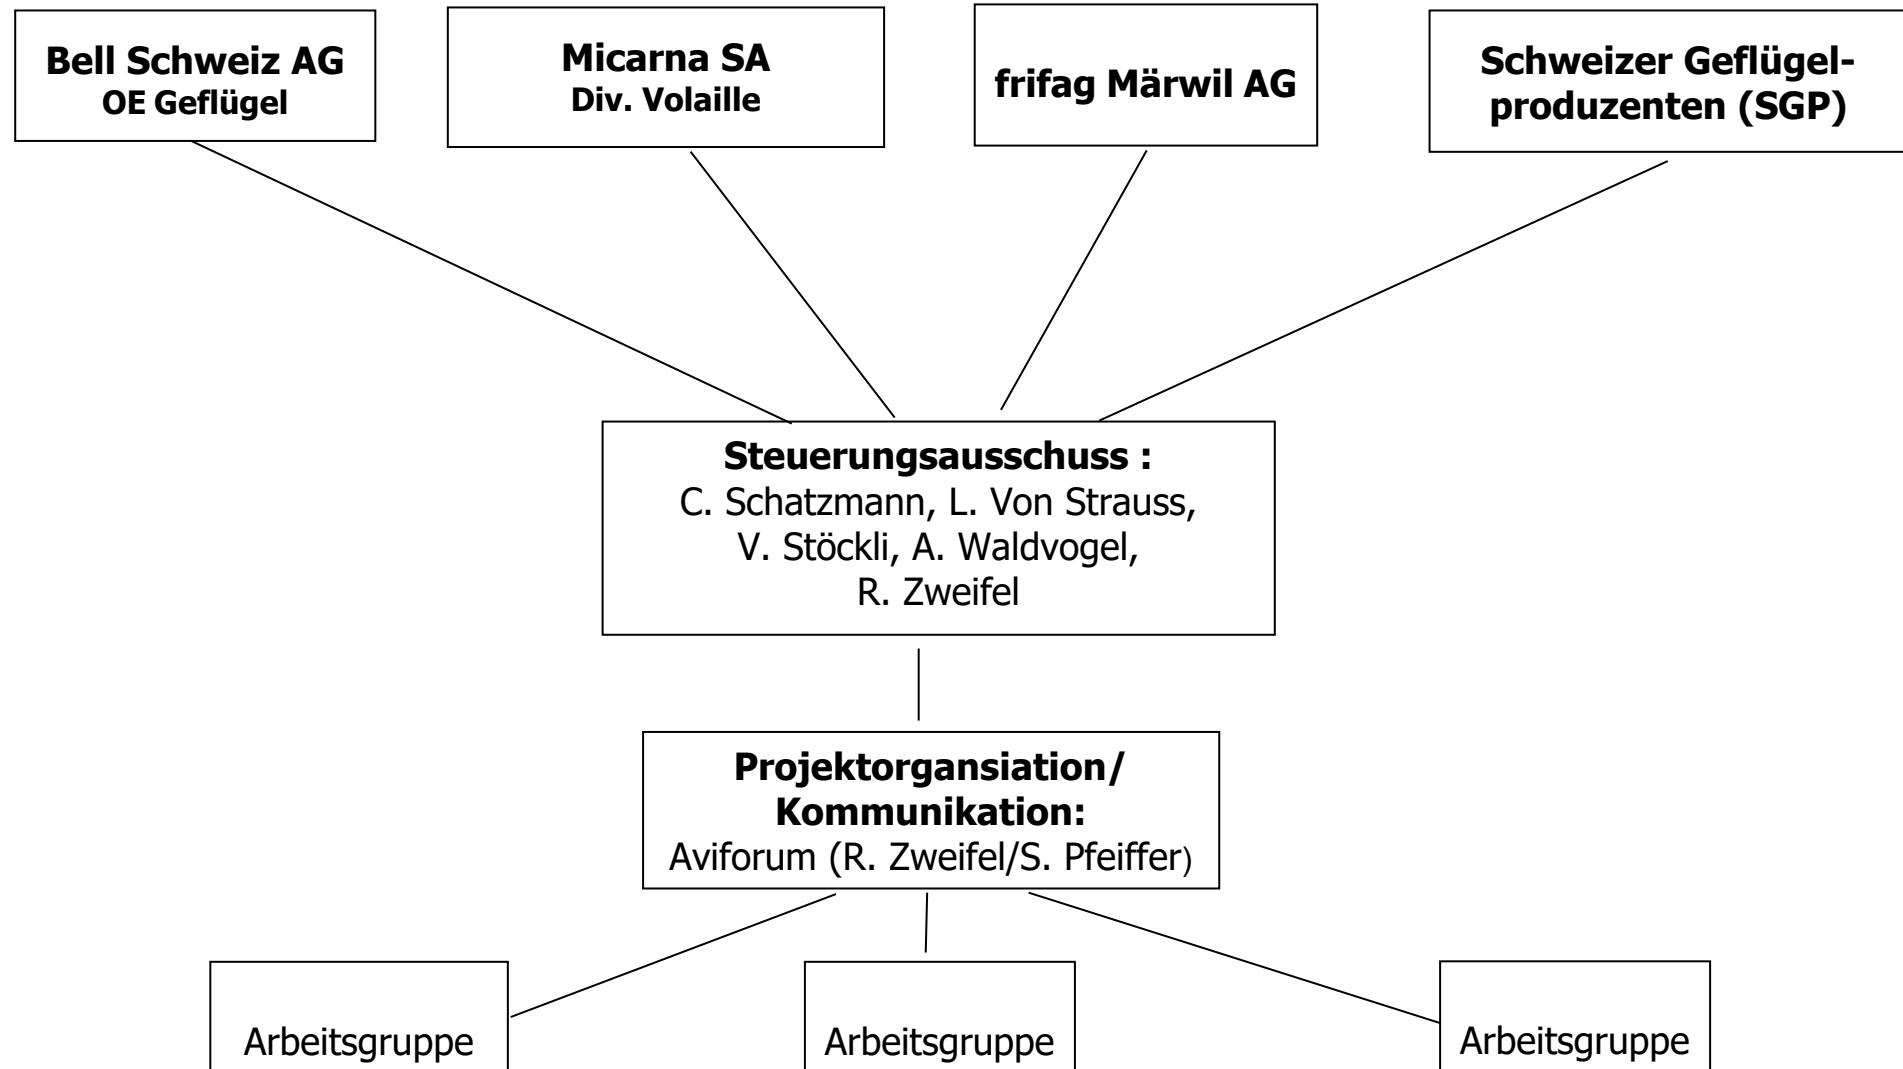 Bell Schweiz AG
OE Geflügel
Micarna SA
Div. Volaille
frifag Märwil AG
Schweizer Geflügel-
produzenten (SGP)
Steuerungsausschuss :
C. Schatzmann, L. Von Strauss,
V. Stöckli, A. Waldvogel,
R. Zweifel
Projektorgansiation/
Kommunikation:
Aviforum (R. Zweifel/S. Pfeiffer)
Arbeitsgruppe
Arbeitsgruppe
Arbeitsgruppe